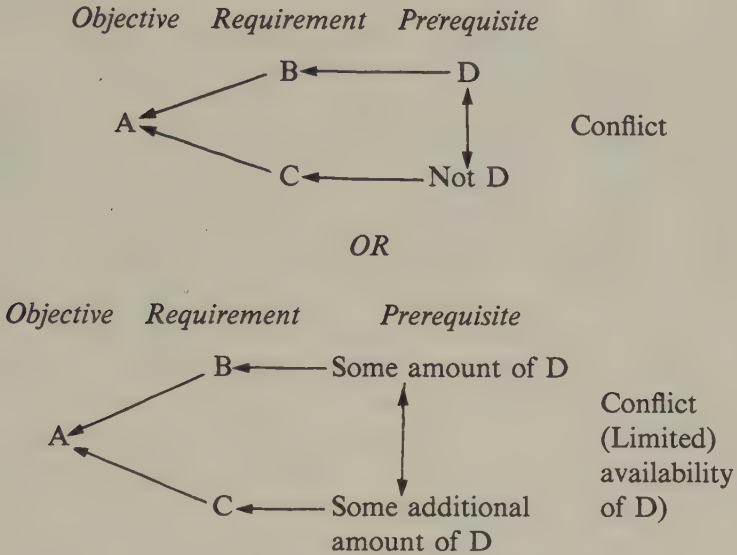 Objective Requirement Prerequisite
B D
A Conflict
C Not D
OR
Objective Requirement Prerequisite
B Some amount of D
Conflict
(Limited)
A availability
of D)
C Some additional
amount of D